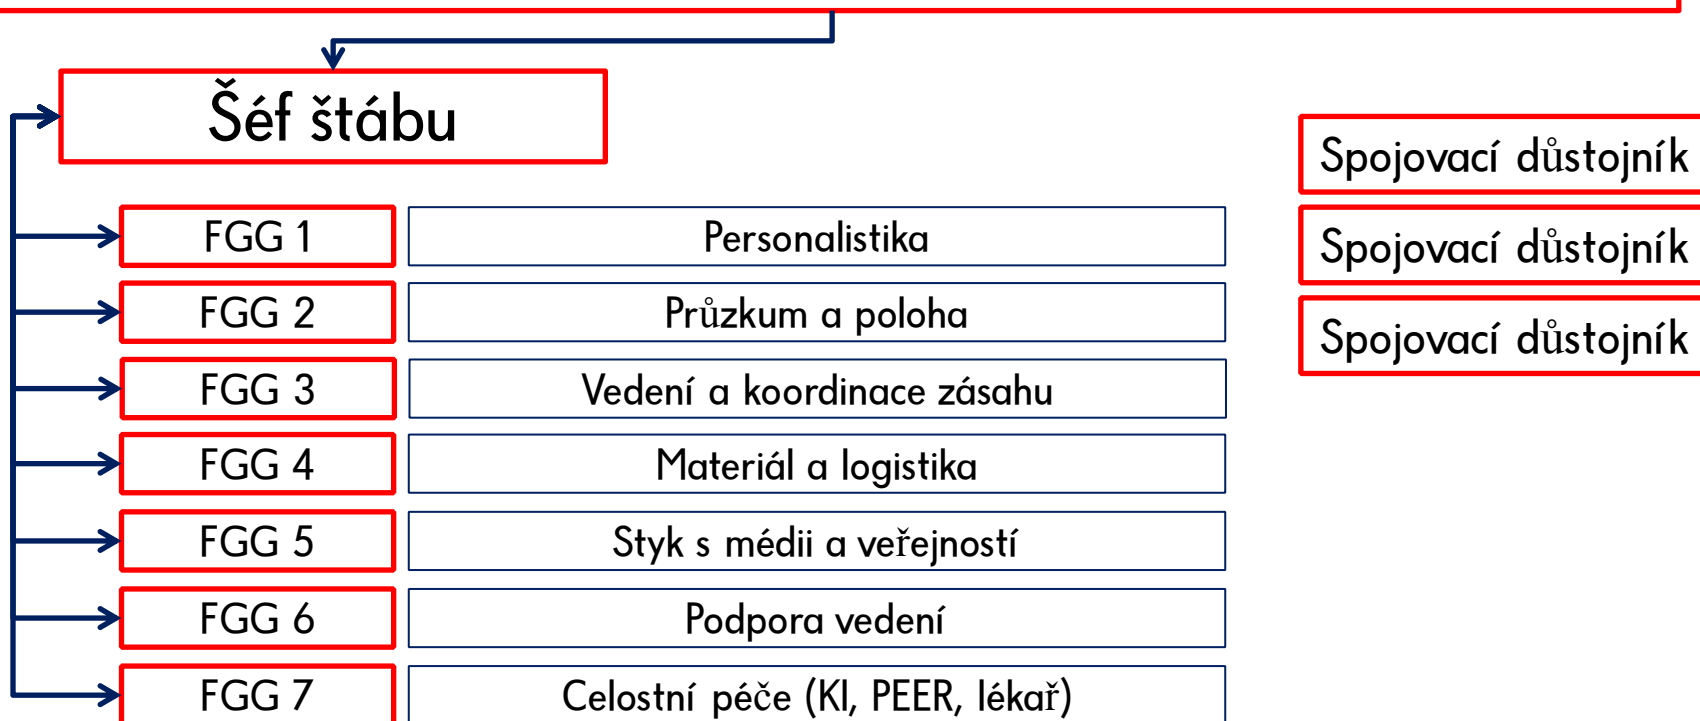 Šéf štábu
Spojovací důstojník
FGG 1 Personalistika
Spojovací důstojník
FGG 2 Průzkum a poloha
Spojovací důstojník
FGG 3 Vedení a koordinace zásahu
FGG 4 Materiál a logistika
FGG 5 Styk s médii a veřejností
FGG 6 Podpora vedení
FGG 7 Celostní péče (KI, PEER, lékař)